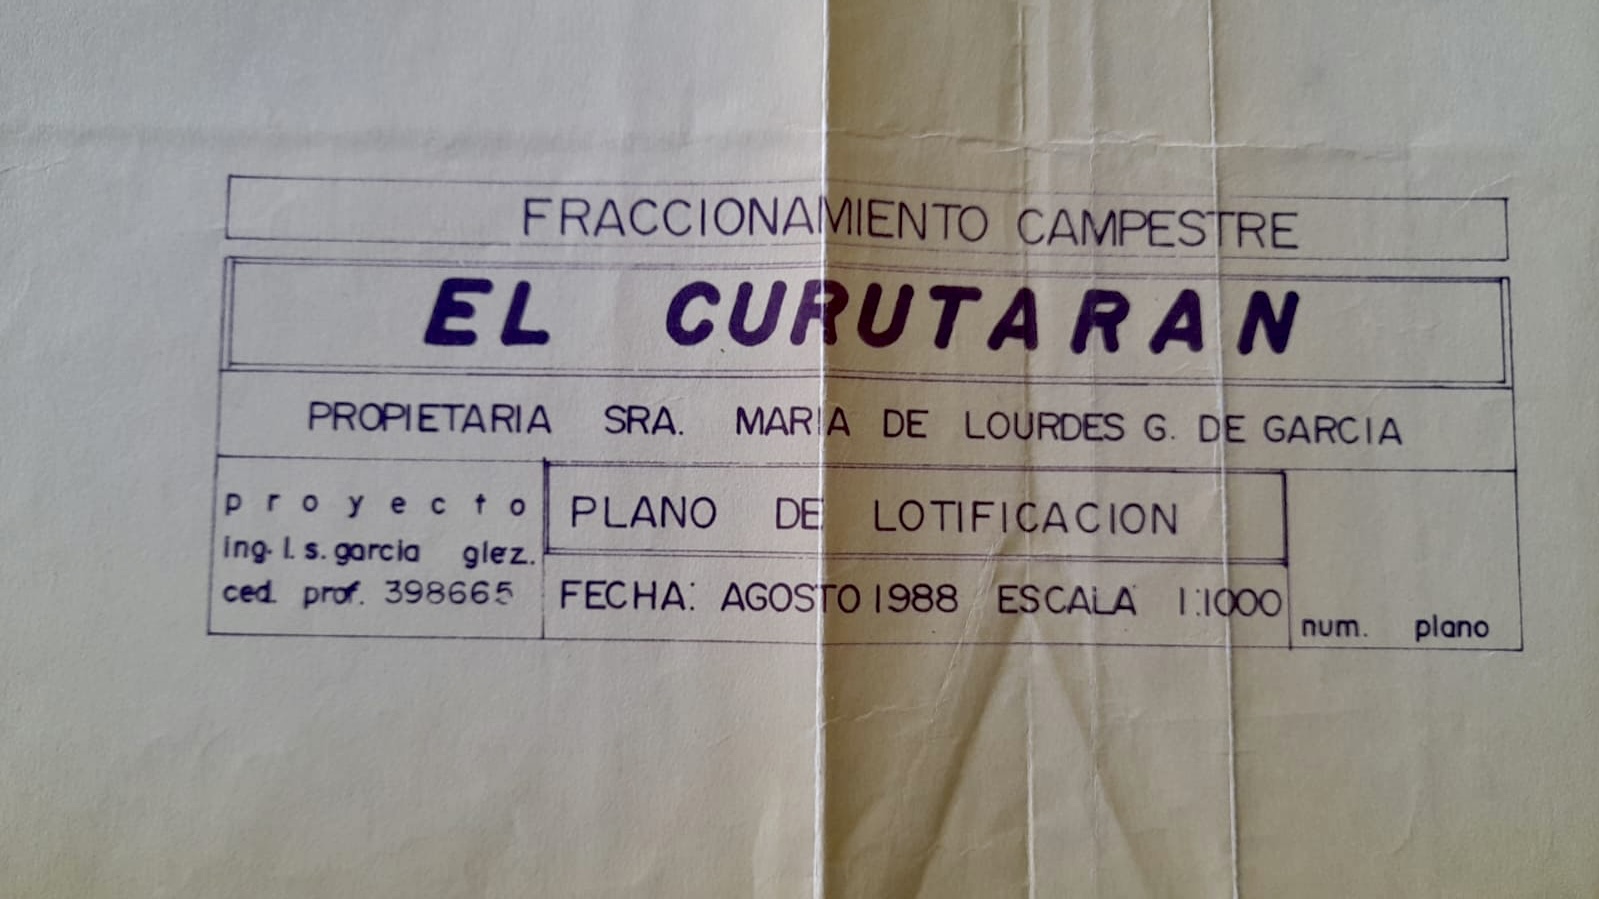 FRACCIONAMIENTO CAMPESTRE
EL CURUTARAN
PROPIETARIA SRA. MARIA DE LOURDES G. DE GARCIA
proyecto
ing. l. s. garcia glez.
ced. prof. 398665
PLANO DE LOTIFICACION
FECHA: AGOSTO 1988 ESCALA 1:1000
num. plano